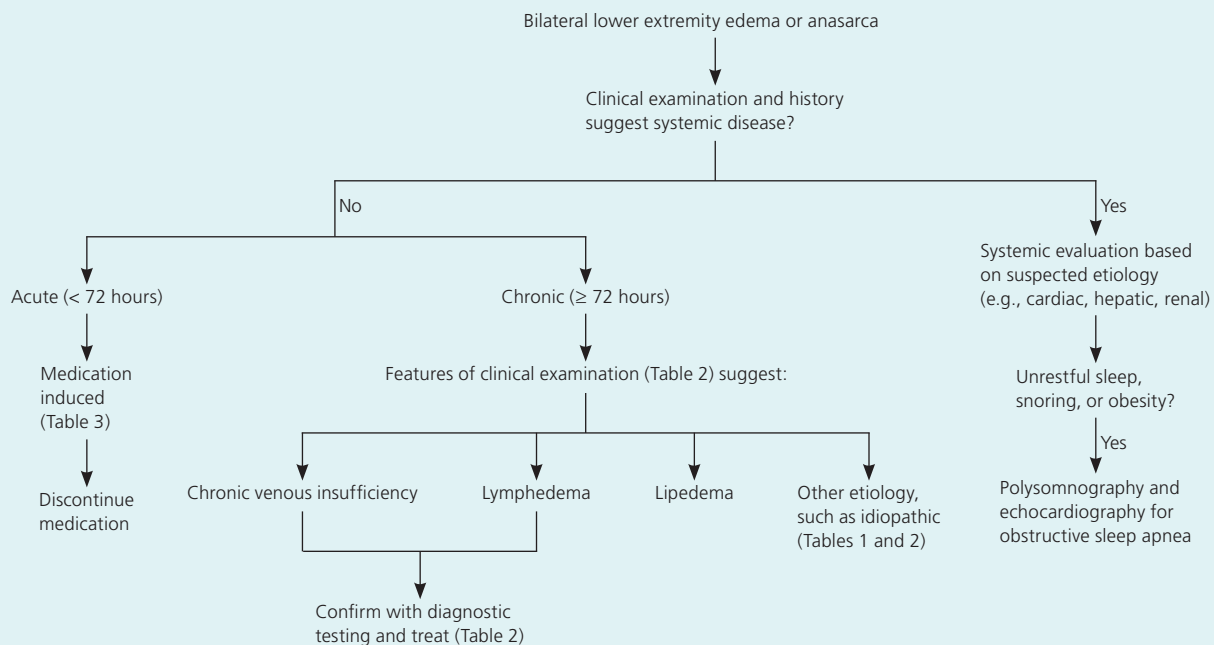 Bilateral lower extremity edema or anasarca
Clinical examination and history
suggest systemic disease?
No
Yes
Acute (< 72 hours)
Chronic (≥ 72 hours)
Systemic evaluation based
on suspected etiology
(e.g., cardiac, hepatic, renal)
Medication
induced
(Table 3)
Features of clinical examination (Table 2) suggest:
Unrestful sleep,
snoring, or obesity?
Yes
Discontinue
medication
Chronic venous insufficiency
Lymphedema
Lipedema
Other etiology,
such as idiopathic
(Tables 1 and 2)
Polysomnography and
echocardiography for
obstructive sleep apnea
Confirm with diagnostic
testing and treat (Table 2)